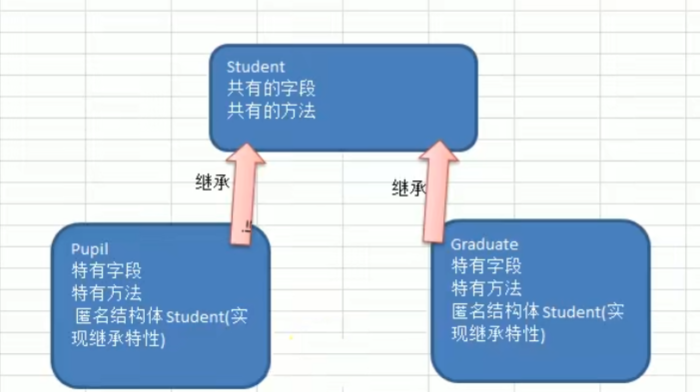 Student
共有的字段
共有的方法
继承
继承
Pupil
特有字段
特有方法
匿名结构体Student(实
现继承特性)
Graduate
特有字段
特有方法
匿名结构体Student(实
现继承特性)